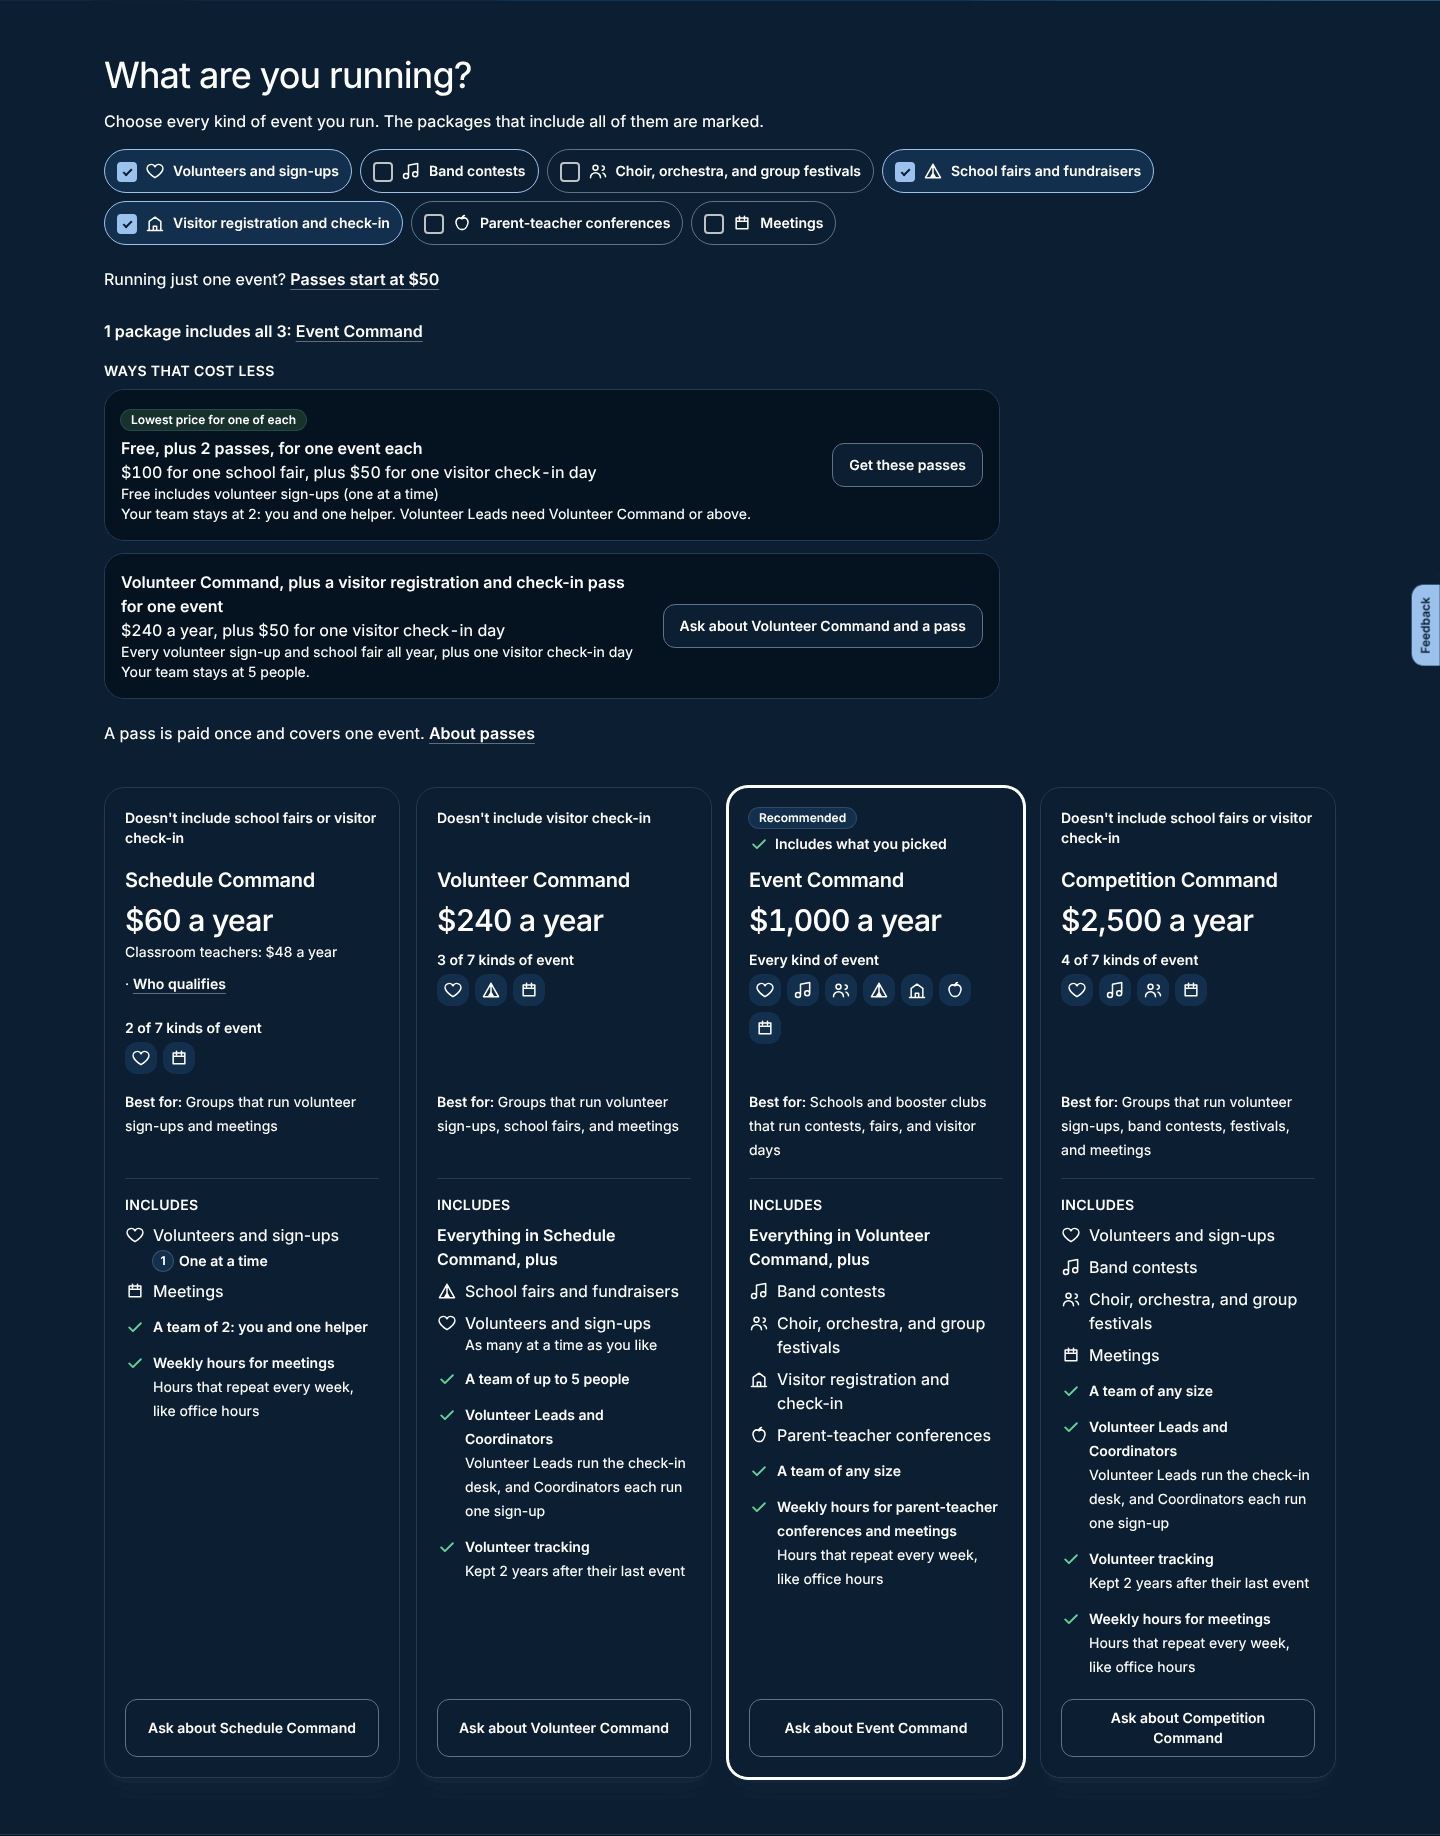 What are you running?
Choose every kind of event you run. The packages that include all of them are marked.
Volunteers and sign-ups
Band contests
Choir, orchestra, and group festivals
School fairs and fundraisers
Visitor registration and check-in
Parent-teacher conferences
Meetings
Running just one event? Passes start at $50
1 package includes all 3: Event Command
WAYS THAT COST LESS
Lowest price for one of each
Free, plus 2 passes, for one event each
$100 for one school fair, plus $50 for one visitor check-in day
Free includes volunteer sign-ups (one at a time)
Your team stays at 2: you and one helper. Volunteer Leads need Volunteer Command or above.
Get these passes
Volunteer Command, plus a visitor registration and check-in pass
for one event
$240 a year, plus $50 for one visitor check-in day
Every volunteer sign-up and school fair all year, plus one visitor check-in day
Your team stays at 5 people.
Ask about Volunteer Command and a pass
Feedback
A pass is paid once and covers one event. About passes
Doesn't include school fairs or visitor
check-in
Schedule Command
$60 a year
Classroom teachers: $48 a year
· Who qualifies
2 of 7 kinds of event
Best for: Groups that run volunteer
sign-ups and meetings
INCLUDES
Volunteers and sign-ups
1 One at a time
Meetings
A team of 2: you and one helper
Weekly hours for meetings
Hours that repeat every week,
like office hours
Ask about Schedule Command
Doesn't include visitor check-in
Volunteer Command
$240 a year
3 of 7 kinds of event
Best for: Groups that run volunteer
sign-ups, school fairs, and meetings
INCLUDES
Everything in Schedule
Command, plus
School fairs and fundraisers
Volunteers and sign-ups
As many at a time as you like
A team of up to 5 people
Volunteer Leads and
Coordinators
Volunteer Leads run the check-in
desk, and Coordinators each run
one sign-up
Volunteer tracking
Kept 2 years after their last event
Ask about Volunteer Command
Recommended
Includes what you picked
Event Command
$1,000 a year
Every kind of event
Best for: Schools and booster clubs
that run contests, fairs, and visitor
days
INCLUDES
Everything in Volunteer
Command, plus
Band contests
Choir, orchestra, and group
festivals
Visitor registration and
check-in
Parent-teacher conferences
A team of any size
Weekly hours for parent-teacher
conferences and meetings
Hours that repeat every week,
like office hours
Ask about Event Command
Doesn't include school fairs or visitor
check-in
Competition Command
$2,500 a year
4 of 7 kinds of event
Best for: Groups that run volunteer
sign-ups, band contests, festivals,
and meetings
INCLUDES
Volunteers and sign-ups
Band contests
Choir, orchestra, and group
festivals
Meetings
A team of any size
Volunteer Leads and
Coordinators
Volunteer Leads run the check-in
desk, and Coordinators each run
one sign-up
Volunteer tracking
Kept 2 years after their last event
Weekly hours for meetings
Hours that repeat every week,
like office hours
Ask about Competition
Command